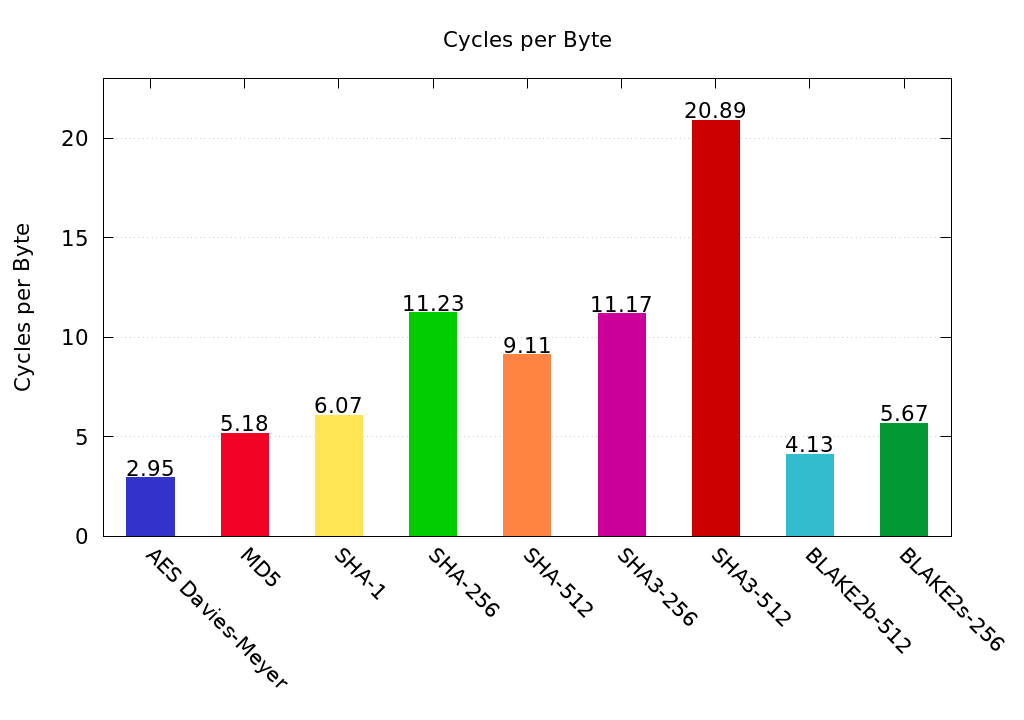 Cycles per Byte
Cycles per Byte
20
15
10
5
0
2.95
5.18
6.07
11.23
9.11
11.17
20.89
4.13
5.67
AES Davies-Meyer
MD5
SHA-1
SHA-256
SHA-512
SHA3-256
SHA3-512
BLAKE2b-512
BLAKE2s-256